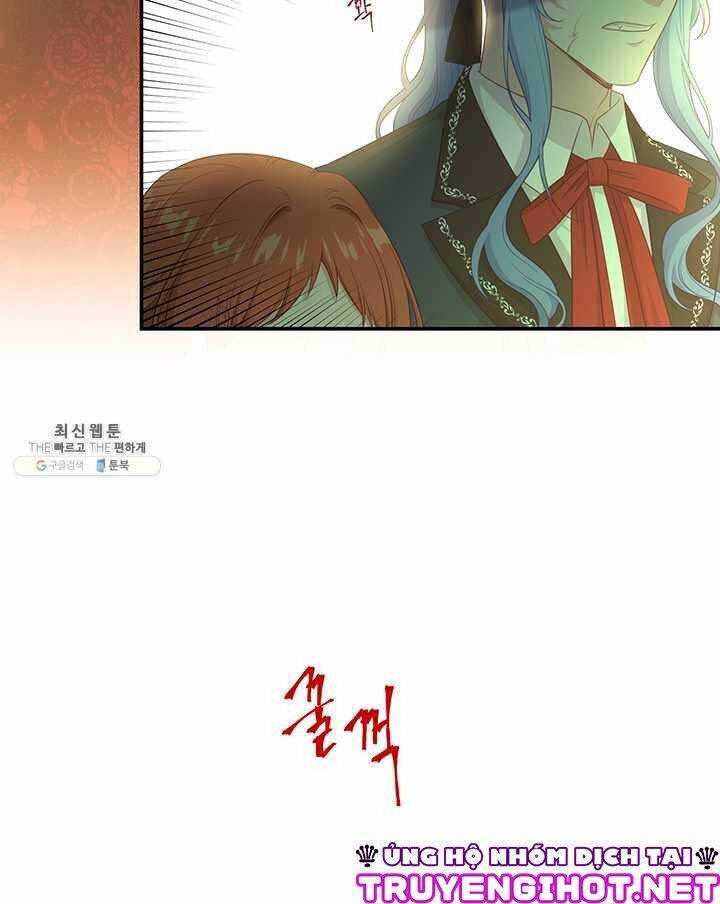 최신웹툰
THE 빠르고 THE 편하게
G 구글검색 툰북
꿀꺽
ỦNG HỘ NHÓM DỊCH TẠI
TRUYENGIHOT.NET